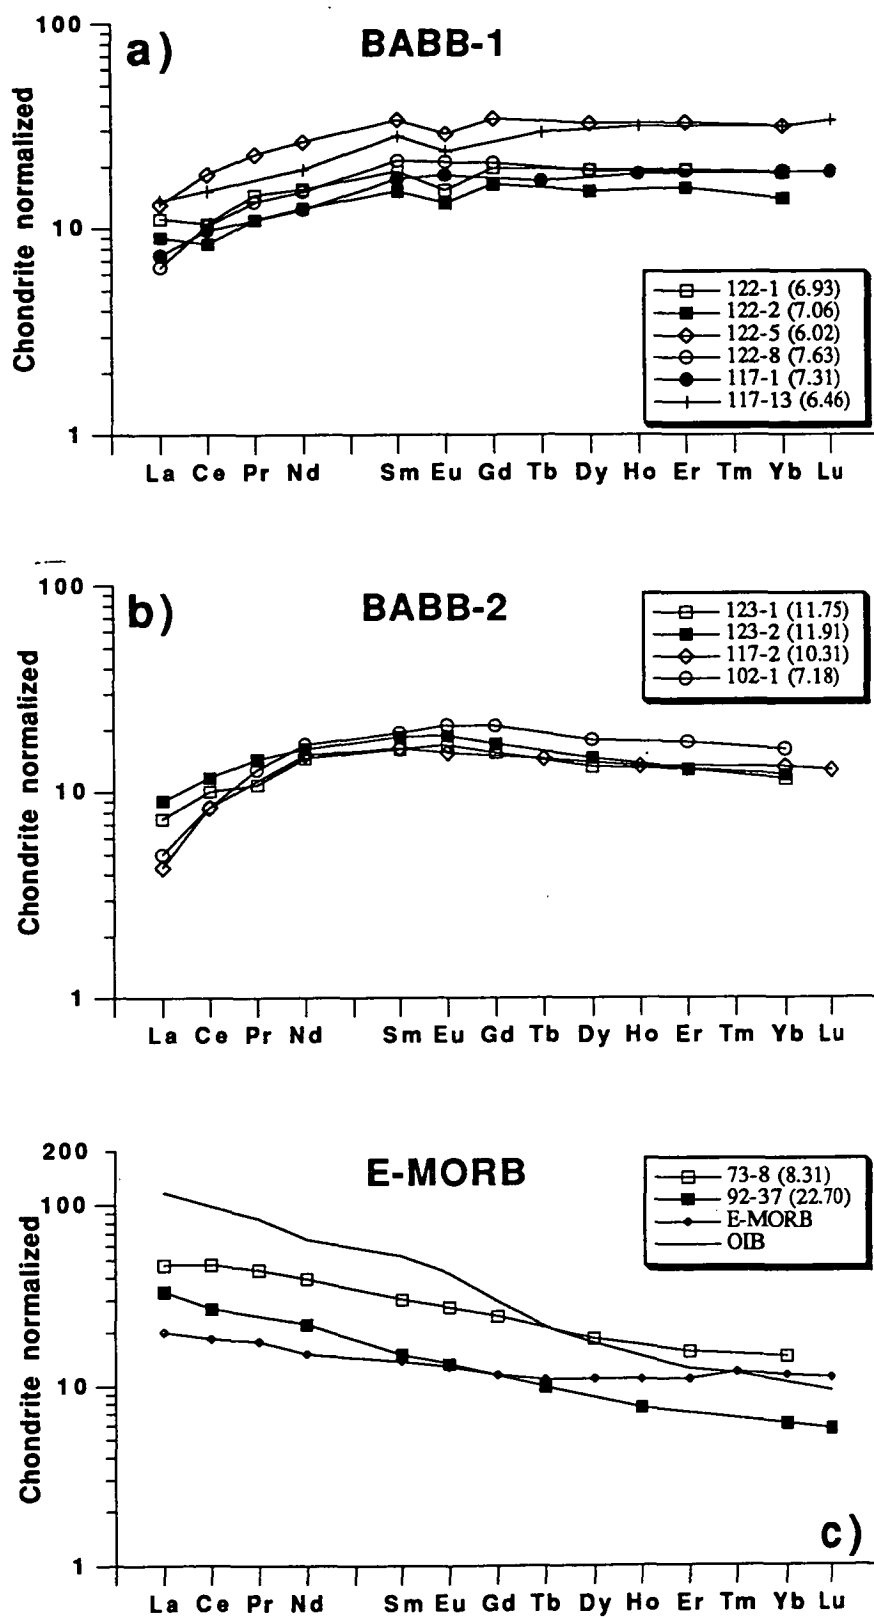 a)
BABB-1
Chondrite normalized
100
10
1
122-1 (6.93)
122-2 (7.06)
122-5 (6.02)
122-8 (7.63)
117-1 (7.31)
117-13 (6.46)
La Ce Pr Nd Sm Eu Gd Tb Dy Ho Er Tm Yb Lu
b)
BABB-2
Chondrite normalized
100
10
1
123-1 (11.75)
123-2 (11.91)
117-2 (10.31)
102-1 (7.18)
La Ce Pr Nd Sm Eu Gd Tb Dy Ho Er Tm Yb Lu
E-MORB
Chondrite normalized
200
100
10
1
73-8 (8.31)
92-37 (22.70)
E-MORB
OIB
c)
La Ce Pr Nd Sm Eu Gd Tb Dy Ho Er Tm Yb Lu